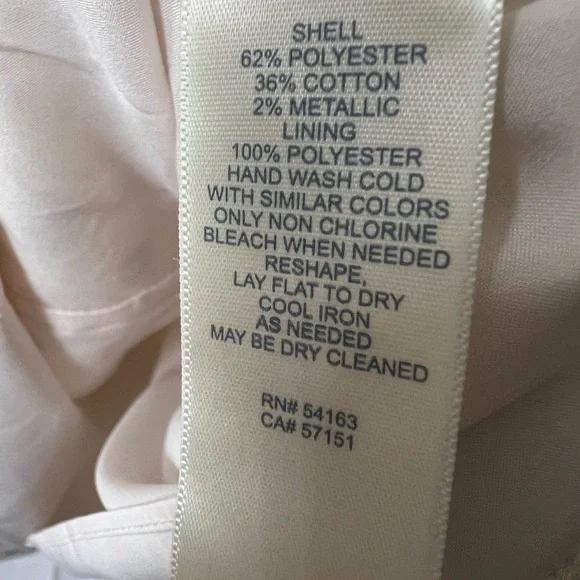 SHELL
62% POLYESTER
36% COTTON
2% METALLIC
LINING
100% POLYESTER
HAND WASH COLD
WITH SIMILAR COLORS
ONLY NON CHLORINE
BLEACH WHEN NEEDED
RESHAPE,
LAY FLAT TO DRY
COOL IRON
AS NEEDED
MAY BE DRY CLEANED
RN# 54163
CA# 57151